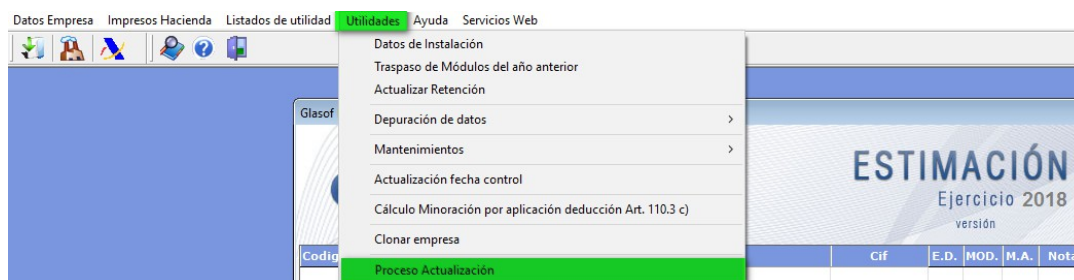 Datos Empresa Impresos Hacienda Listados de utilidad Utilidades Ayuda Servicios Web
Datos de Instalación
Traspaso de Módulos del año anterior
Actualizar Retención
Glasof
Depuración de datos
Mantenimientos
ESTIMACIÓN
Actualización fecha control
Ejercicio 2018
Cálculo Minoración por aplicación deducción Art. 110.3 c)
versión
Clonar empresa
Codig Cif E.D. MOD. M.A. Nota
Proceso Actualización